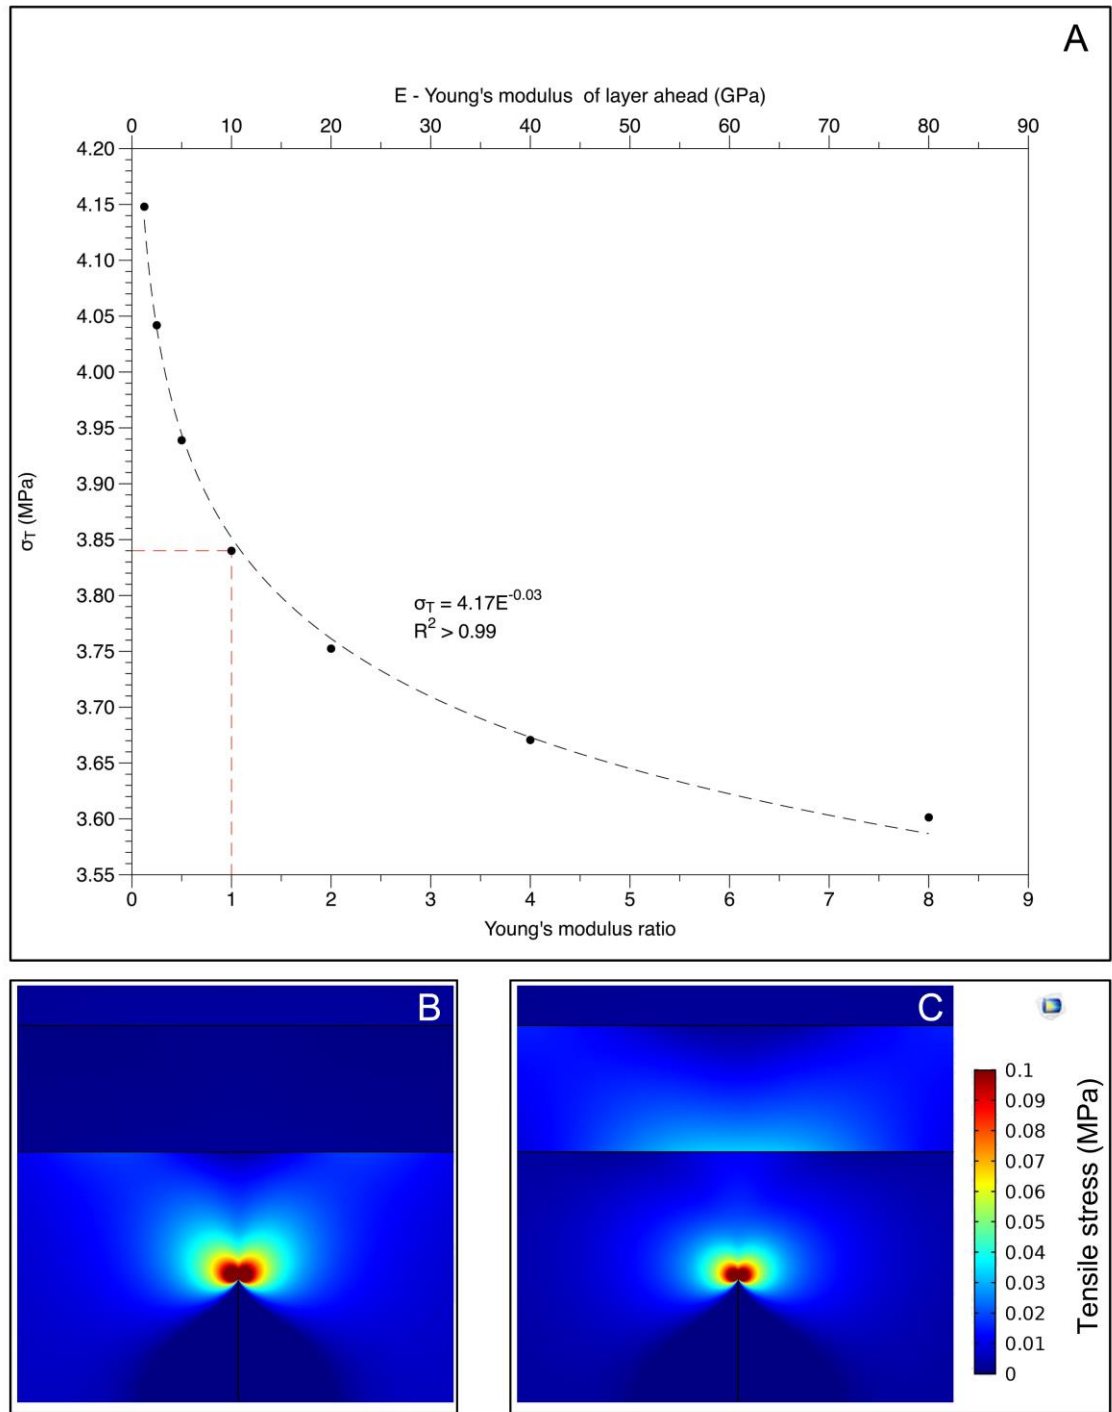 A
E - Young's modulus of layer ahead (GPa)
0 10 20 30 40 50 60 70 80 90
4.20
4.15
4.10
4.05
4.00
3.95
3.90
3.85
3.80
3.75
3.70
3.65
3.60
3.55
σT (MPa)
σT = 4.17E^-0.03
R² > 0.99
0 1 2 3 4 5 6 7 8 9
Young's modulus ratio
B
C
0.1
0.09
0.08
0.07
0.06
0.05
0.04
0.03
0.02
0.01
0
Tensile stress (MPa)